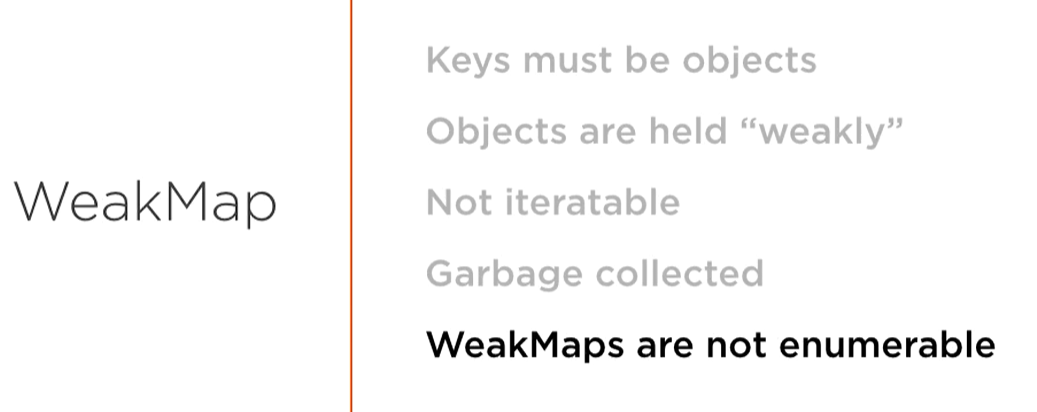 WeakMap
Keys must be objects
Objects are held “weakly”
Not iteratable
Garbage collected
WeakMaps are not enumerable